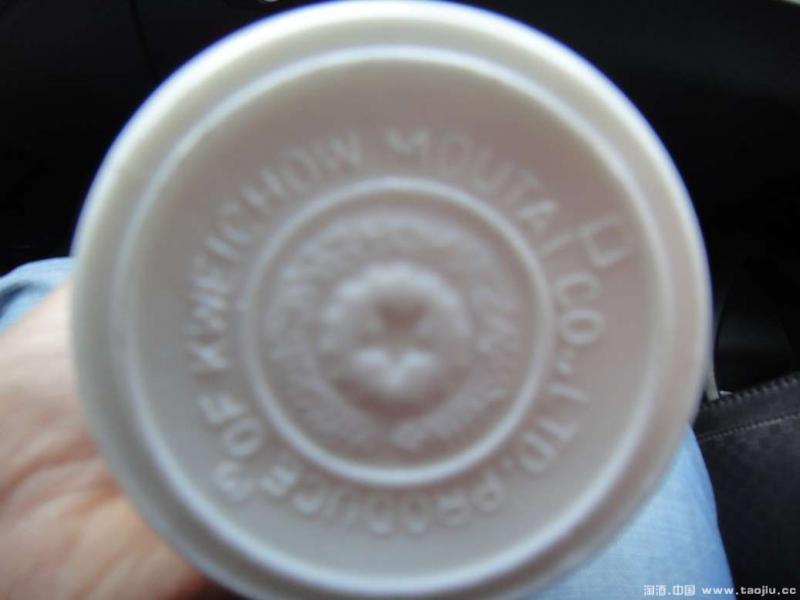 PRODUCE OF KWEICHOW MOUTAI CO., LTD.
淘酒.中国 www.taojiu.cc